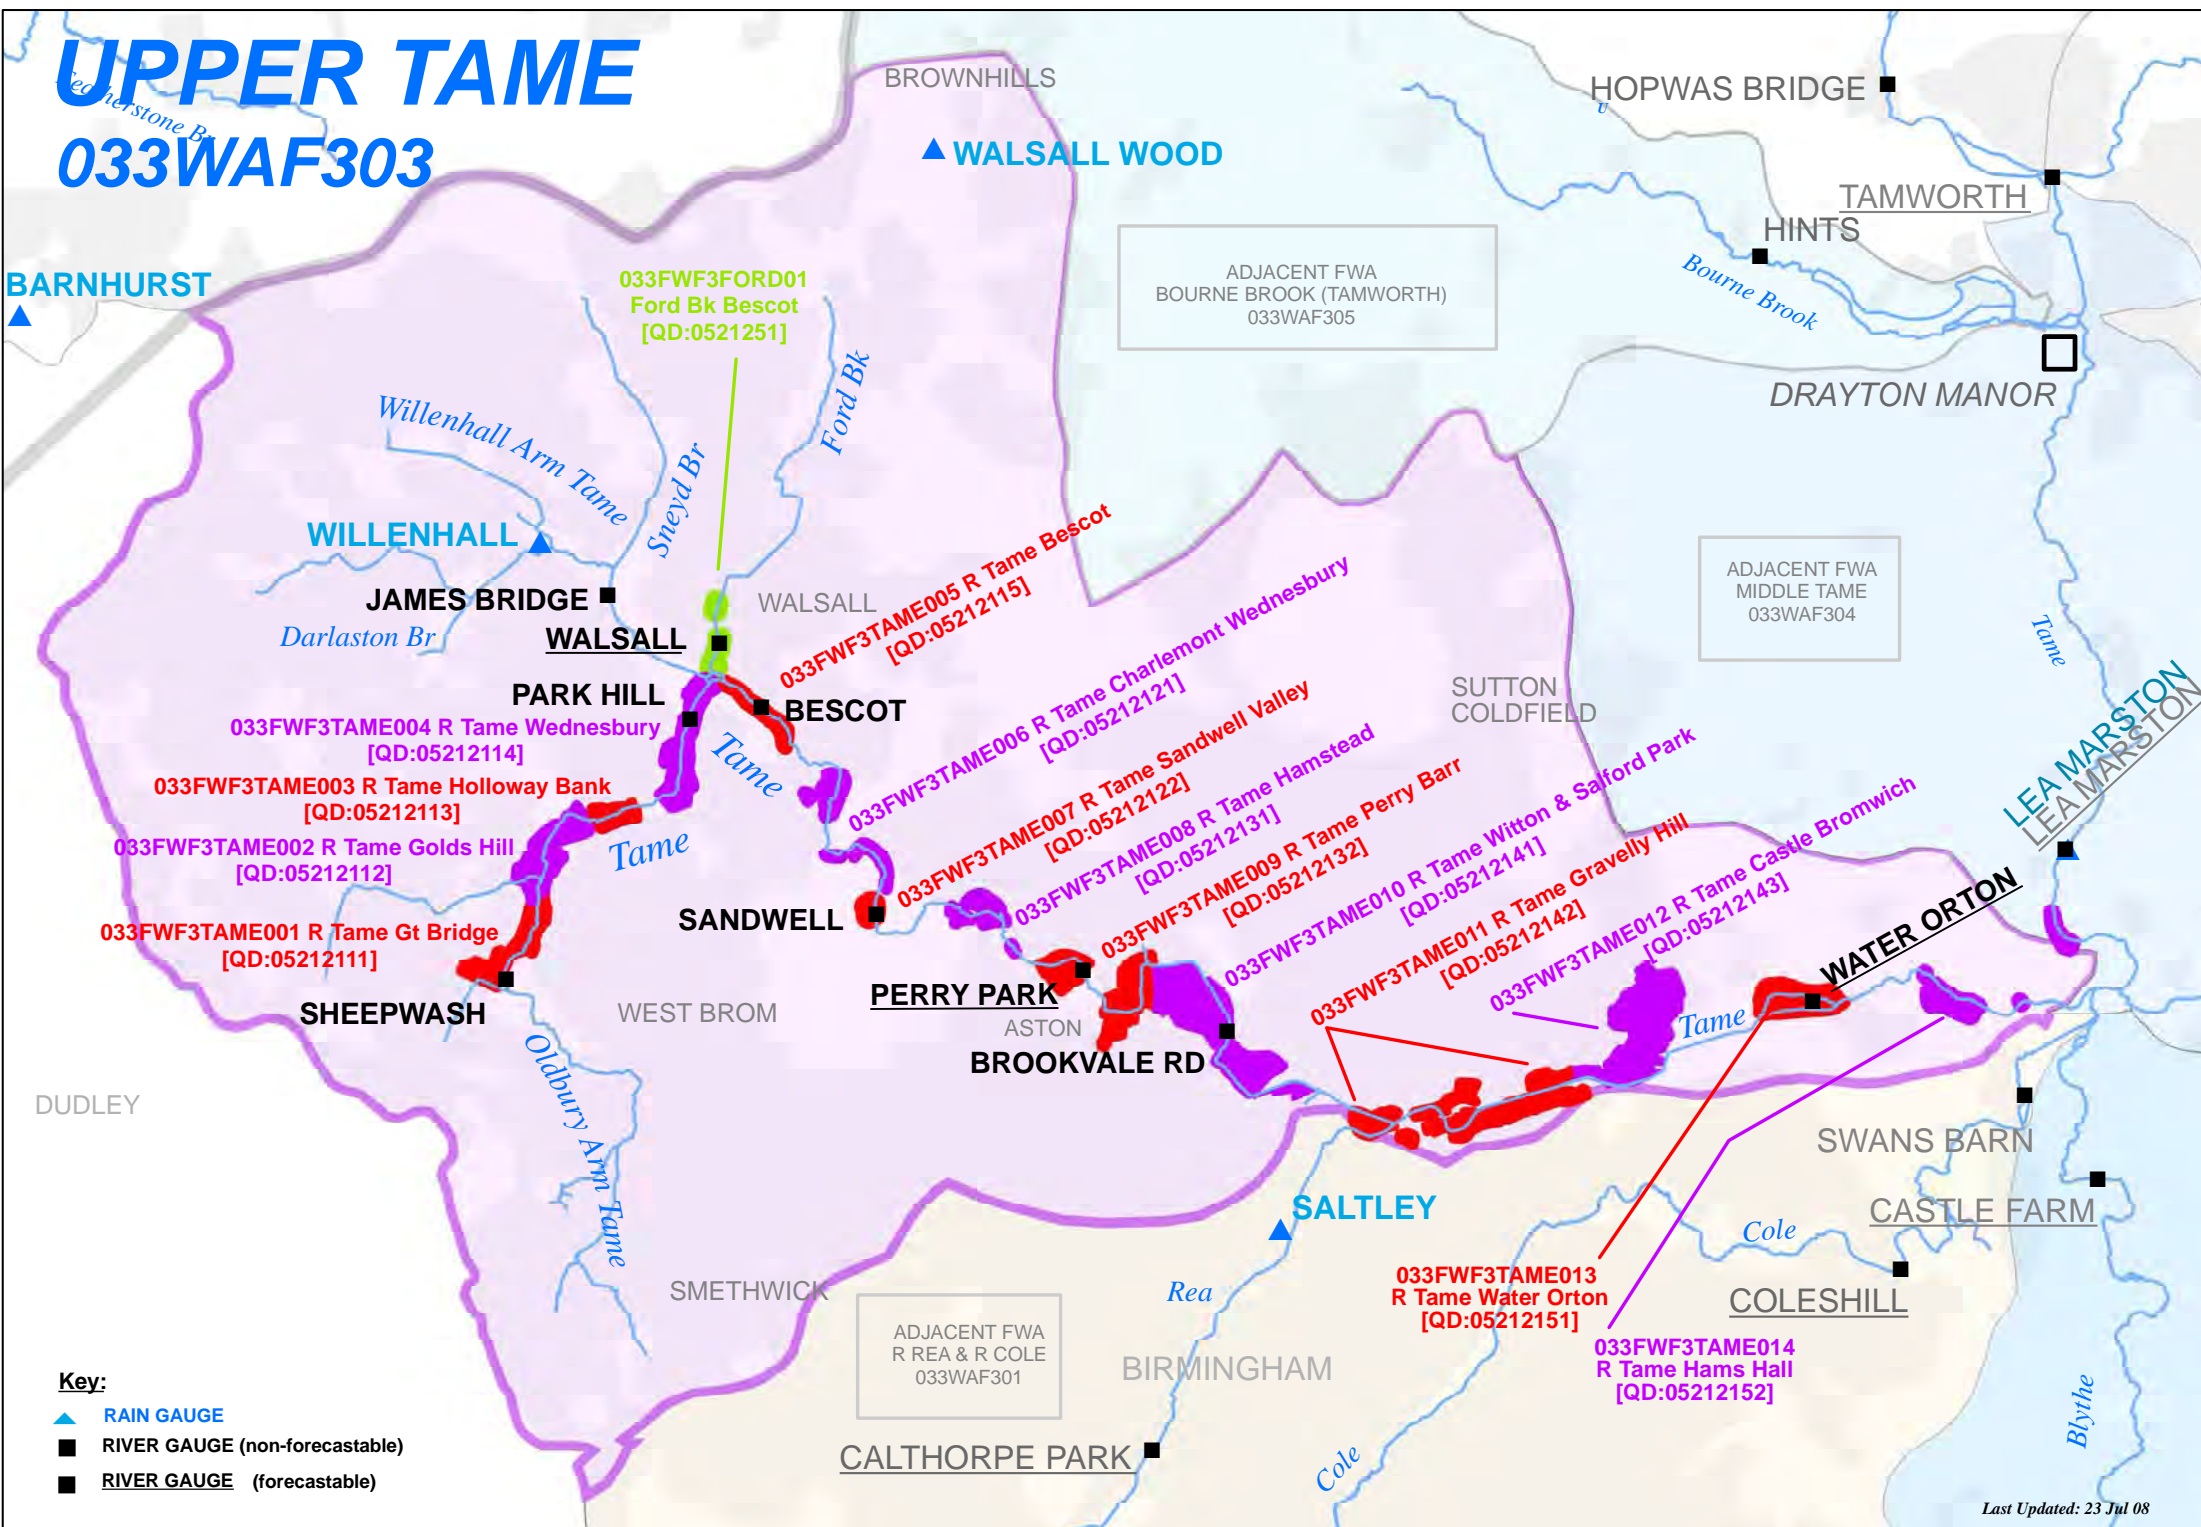 UPPER TAME
033WAF303
Featherstone Br
BROWNHILLS
WALSALL WOOD
HOPWAS BRIDGE
TAMWORTH
HINTS
Bourne Brook
DRAYTON MANOR
BARNHURST
033FWF3FORD01
Ford Bk Bescot
[QD:0521251]
ADJACENT FWA
BOURNE BROOK (TAMWORTH)
033WAF305
Willenhall Arm Tame
Sneyd Br
Ford Bk
WILLENHALL
JAMES BRIDGE
Darlaston Br
WALSALL
WALSALL
PARK HILL
BESCOT
033FWF3TAME005 R Tame Bescot
[QD:05212115]
033FWF3TAME006 R Tame Charlemont Wednesbury
[QD:05212121]
ADJACENT FWA
MIDDLE TAME
033WAF304
Tame
SUTTON
COLDFIELD
LEA MARSTON
LEA MARSTON
033FWF3TAME004 R Tame Wednesbury
[QD:05212114]
Tame
033FWF3TAME003 R Tame Holloway Bank
[QD:05212113]
Tame
033FWF3TAME002 R Tame Golds Hill
[QD:05212112]
033FWF3TAME001 R Tame Gt Bridge
[QD:05212111]
SHEEPWASH
033FWF3TAME007 R Tame Sandwell Valley
[QD:05212122]
SANDWELL
033FWF3TAME008 R Tame Hamstead
[QD:05212131]
033FWF3TAME009 R Tame Perry Barr
[QD:05212132]
033FWF3TAME010 R Tame Witton & Salford Park
[QD:05212141]
033FWF3TAME011 R Tame Gravelly Hill
[QD:05212142]
033FWF3TAME012 R Tame Castle Bromwich
[QD:05212143]
WATER ORTON
Tame
PERRY PARK
WEST BROM
ASTON
BROOKVALE RD
Oldbury Arm Tame
DUDLEY
SWANS BARN
CASTLE FARM
SALTLEY
Cole
COLESHILL
SMETHWICK
Rea
033FWF3TAME013
R Tame Water Orton
[QD:05212151]
033FWF3TAME014
R Tame Hams Hall
[QD:05212152]
ADJACENT FWA
R REA & R COLE
033WAF301
BIRMINGHAM
CALTHORPE PARK
Cole
Blythe
Key:
RAIN GAUGE
RIVER GAUGE (non-forecastable)
RIVER GAUGE (forecastable)
Last Updated: 23 Jul 08